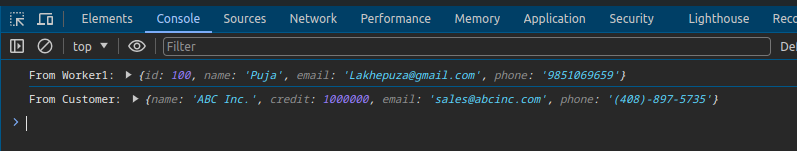 Elements Console Sources Network Performance Memory Application Security Lighthouse Reco
top Filter De
From Worker1: {id: 100, name: 'Puja', email: 'Lakhepuza@gmail.com', phone: '9851069659'}
From Customer: {name: 'ABC Inc.', credit: 1000000, email: 'sales@abcinc.com', phone: '(408)-897-5735'}